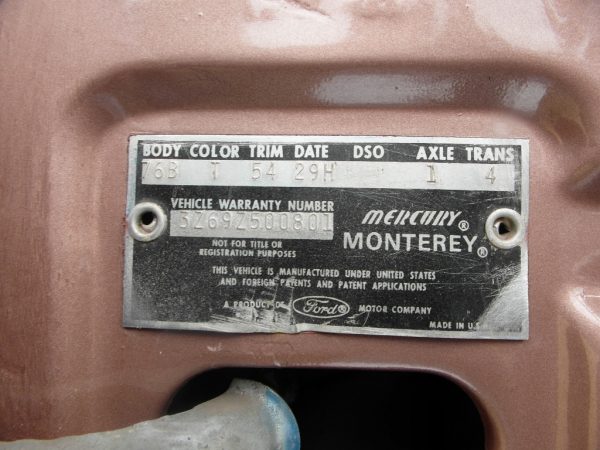 BODY COLOR TRIM DATE DSO AXLE TRANS
76B T 54 29H 1 4
VEHICLE WARRANTY NUMBER
3Z69Z500801
MERCURY®
MONTEREY®
NOT FOR TITLE OR
REGISTRATION PURPOSES
THIS VEHICLE IS MANUFACTURED UNDER UNITED STATES
AND FOREIGN PATENTS AND PATENT APPLICATIONS
A PRODUCT OF Ford® MOTOR COMPANY
MADE IN U.S.